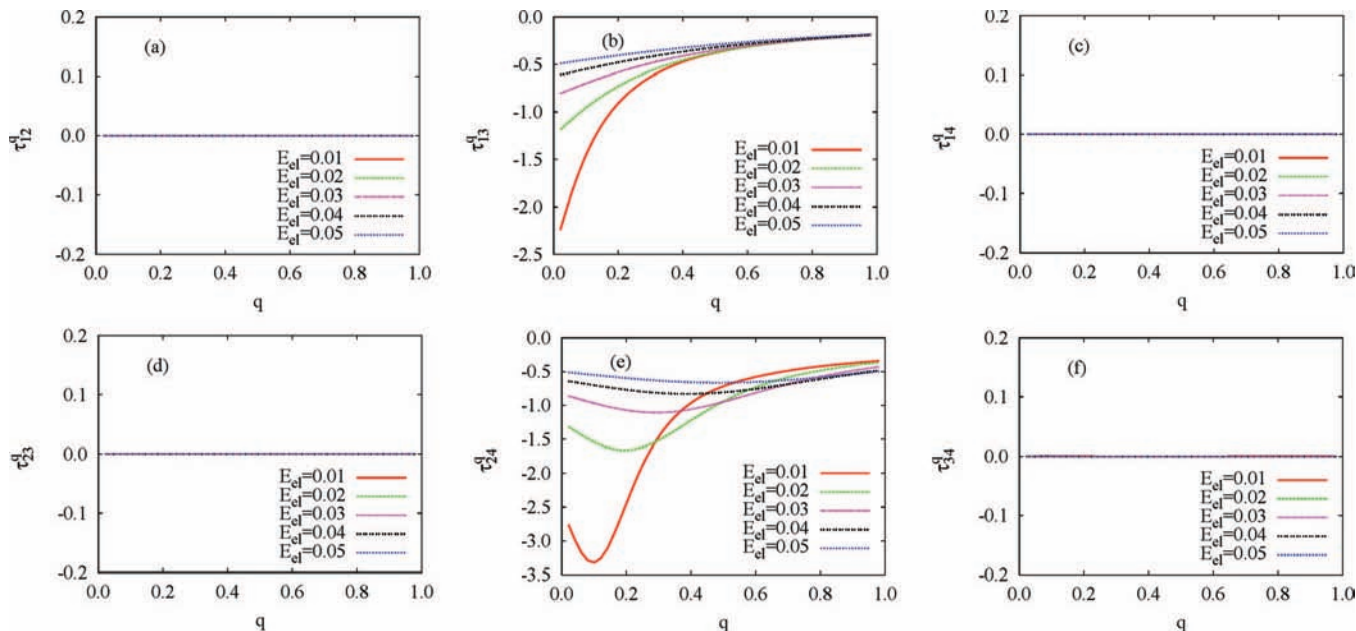 (a)
0.2
0.1
0.0
-0.1
-0.2
τ^q_12
E_el=0.01
E_el=0.02
E_el=0.03
E_el=0.04
E_el=0.05
0.0 0.2 0.4 0.6 0.8 1.0
q
(b)
0.0
-0.5
-1.0
-1.5
-2.0
-2.5
τ^q_13
E_el=0.01
E_el=0.02
E_el=0.03
E_el=0.04
E_el=0.05
0.0 0.2 0.4 0.6 0.8 1.0
q
(c)
0.2
0.1
0.0
-0.1
-0.2
τ^q_14
E_el=0.01
E_el=0.02
E_el=0.03
E_el=0.04
E_el=0.05
0.0 0.2 0.4 0.6 0.8 1.0
q
(d)
0.2
0.1
0.0
-0.1
-0.2
τ^q_23
E_el=0.01
E_el=0.02
E_el=0.03
E_el=0.04
E_el=0.05
0.0 0.2 0.4 0.6 0.8 1.0
q
(e)
0.0
-0.5
-1.0
-1.5
-2.0
-2.5
-3.0
-3.5
τ^q_24
E_el=0.01
E_el=0.02
E_el=0.03
E_el=0.04
E_el=0.05
0.0 0.2 0.4 0.6 0.8 1.0
q
(f)
0.2
0.1
0.0
-0.1
-0.2
τ^q_34
E_el=0.01
E_el=0.02
E_el=0.03
E_el=0.04
E_el=0.05
0.0 0.2 0.4 0.6 0.8 1.0
q